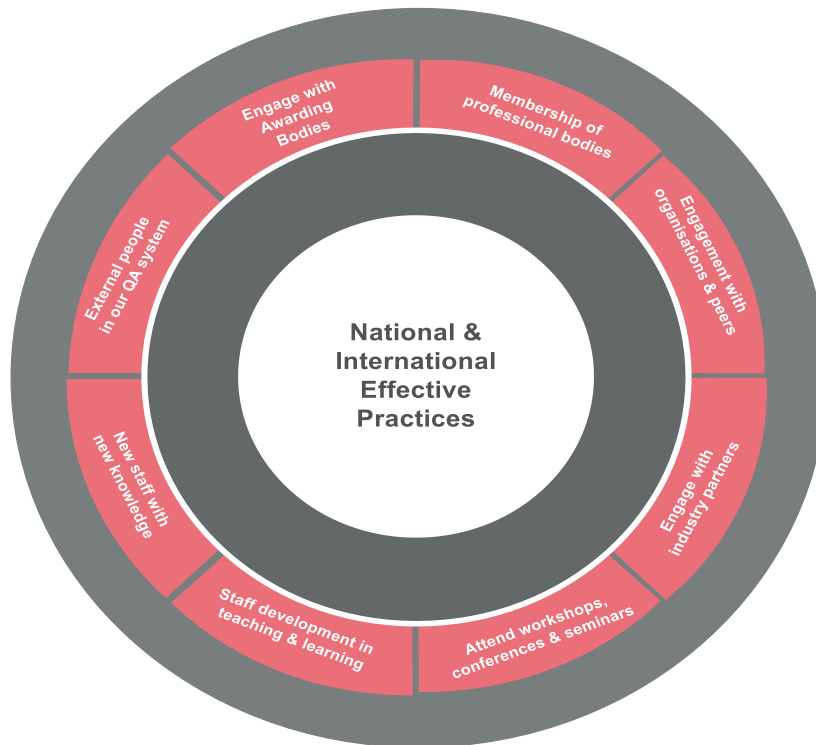 Engage with
Awarding
Bodies
Membership of
professional bodies
Engagement with
organisations & peers
Engage with
industry partners
Attend workshops,
conferences & seminars
Staff development in
teaching & learning
New staff with
new knowledge
External people
in our QA system
National &
International
Effective
Practices